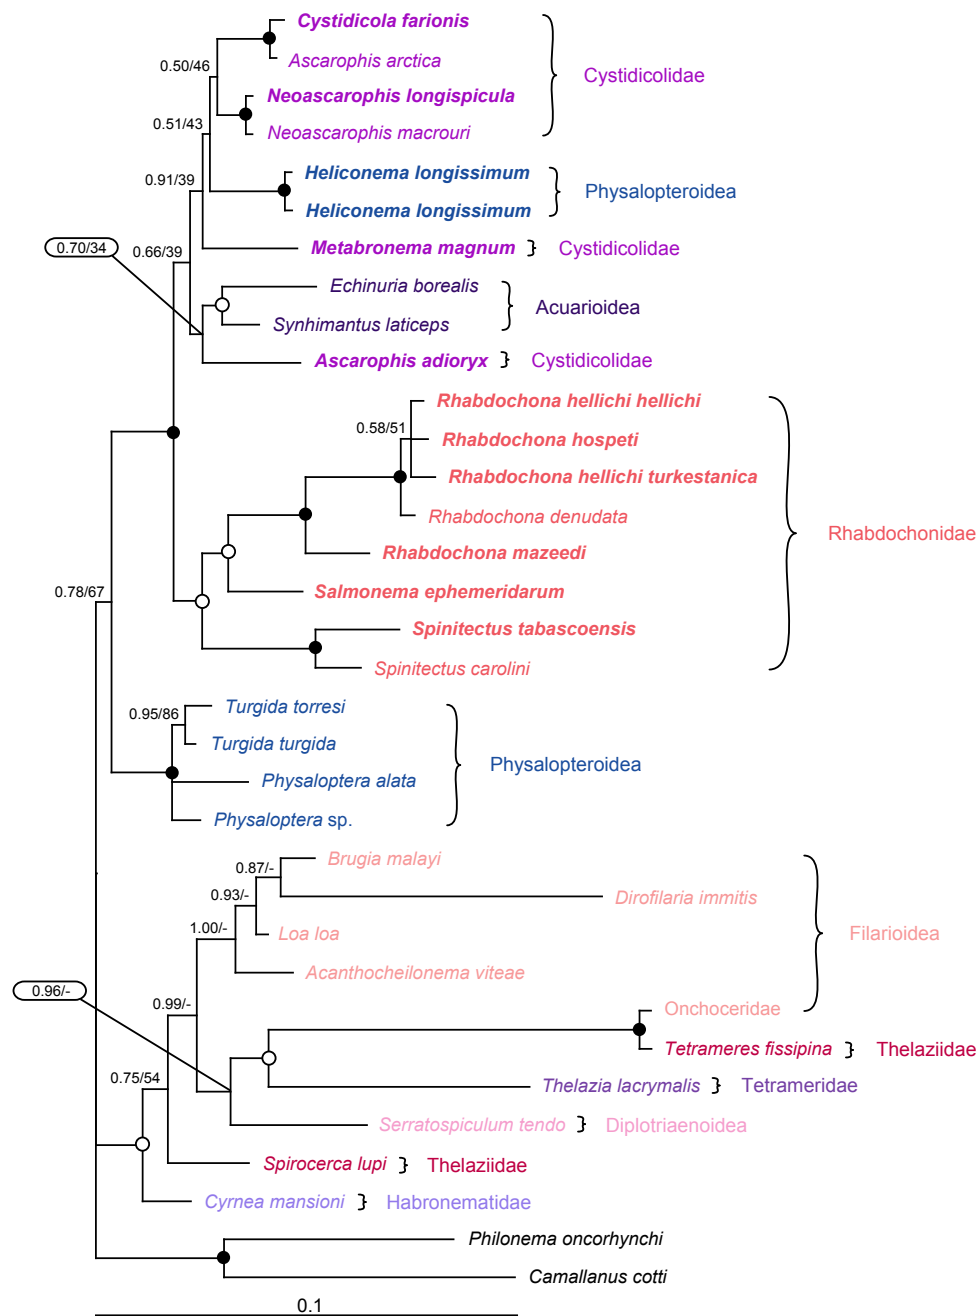 Cystidicola farionis
0.50/46
Ascarophis arctica
Cystidicolidae
Neoascarophis longispicula
0.51/43
Neoascarophis macrouri
Heliconema longissimum
0.91/39
Physalopteroidea
Heliconema longissimum
0.70/34
0.66/39
Metabronema magnum } Cystidicolidae
Echinuria borealis
Acuarioidea
Synhimantus laticeps
Ascarophis adioryx } Cystidicolidae
Rhabdochona hellichi hellichi
0.58/51
Rhabdochona hospeti
Rhabdochona hellichi turkestanica
Rhabdochona denudata
Rhabdochonidae
Rhabdochona mazeedi
0.78/67
Salmonema ephemeridarum
Spinitectus tabascoensis
Spinitectus carolini
Turgida torresi
0.95/86
Turgida turgida
Physalopteroidea
Physaloptera alata
Physaloptera sp.
Brugia malayi
0.87/-
0.93/-
Dirofilaria immitis
1.00/-
Loa loa
Filarioidea
Acanthocheilonema viteae
0.96/-
0.99/-
Onchoceridae
Tetrameres fissipina } Thelaziidae
0.75/54
Thelazia lacrymalis } Tetrameridae
Serratospiculum tendo } Diplotriaenoidea
Spirocerca lupi } Thelaziidae
Cyrnea mansioni } Habronematidae
Philonema oncorhynchi
Camallanus cotti
0.1